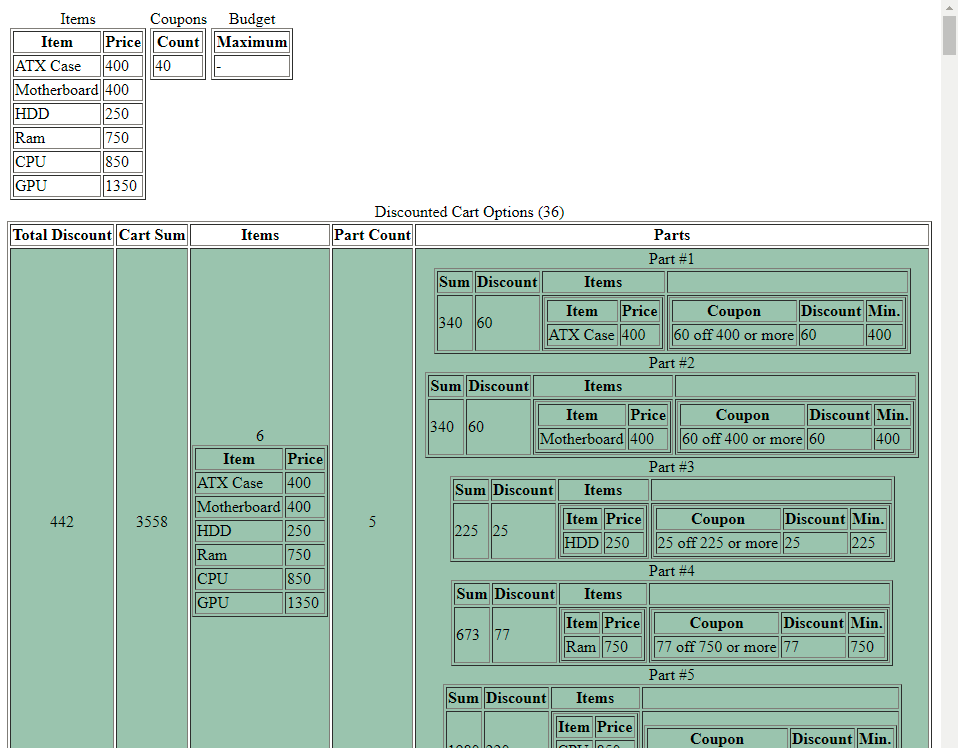 Items
Item Price
ATX Case 400
Motherboard 400
HDD 250
Ram 750
CPU 850
GPU 1350
Coupons
Count
40
Budget
Maximum
-
Discounted Cart Options (36)
Total Discount Cart Sum Items Part Count Parts
442
3558
6
Item Price
ATX Case 400
Motherboard 400
HDD 250
Ram 750
CPU 850
GPU 1350
5
Part #1
Sum Discount Items
340 60
Item Price
ATX Case 400
Coupon Discount Min.
60 off 400 or more 60 400
Part #2
Sum Discount Items
340 60
Item Price
Motherboard 400
Coupon Discount Min.
60 off 400 or more 60 400
Part #3
Sum Discount Items
225 25
Item Price
HDD 250
Coupon Discount Min.
25 off 225 or more 25 225
Part #4
Sum Discount Items
673 77
Item Price
Ram 750
Coupon Discount Min.
77 off 750 or more 77 750
Part #5
Sum Discount Items
Item Price
Coupon Discount Min.